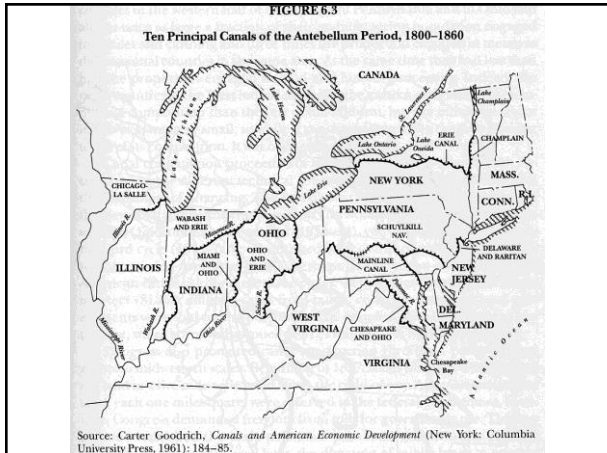 FIGURE 6.3
Ten Principal Canals of the Antebellum Period, 1800–1860
CANADA
Lake Michigan
Lake Huron
St. Lawrence R.
Lake Champlain
Lake Ontario
Lake Oneida
ERIE
CANAL
CHAMPLAIN
Lake Erie
NEW YORK
MASS.
CONN.
R.I.
CHICAGO-
LA SALLE
Illinois R.
WABASH
AND ERIE
Maumee R.
OHIO
PENNSYLVANIA
SCHUYLKILL
NAV.
DELAWARE
AND RARITAN
MIAMI
AND
OHIO
OHIO
AND
ERIE
MAINLINE
CANAL
NEW
JERSEY
ILLINOIS
INDIANA
Wabash R.
Scioto R.
Ohio River
Potomac R.
DEL.
MARYLAND
WEST
VIRGINIA
CHESAPEAKE
AND OHIO
VIRGINIA
Chesapeake
Bay
Mississippi River
Atlantic Ocean
Source: Carter Goodrich, Canals and American Economic Development (New York: Columbia
University Press, 1961): 184–85.